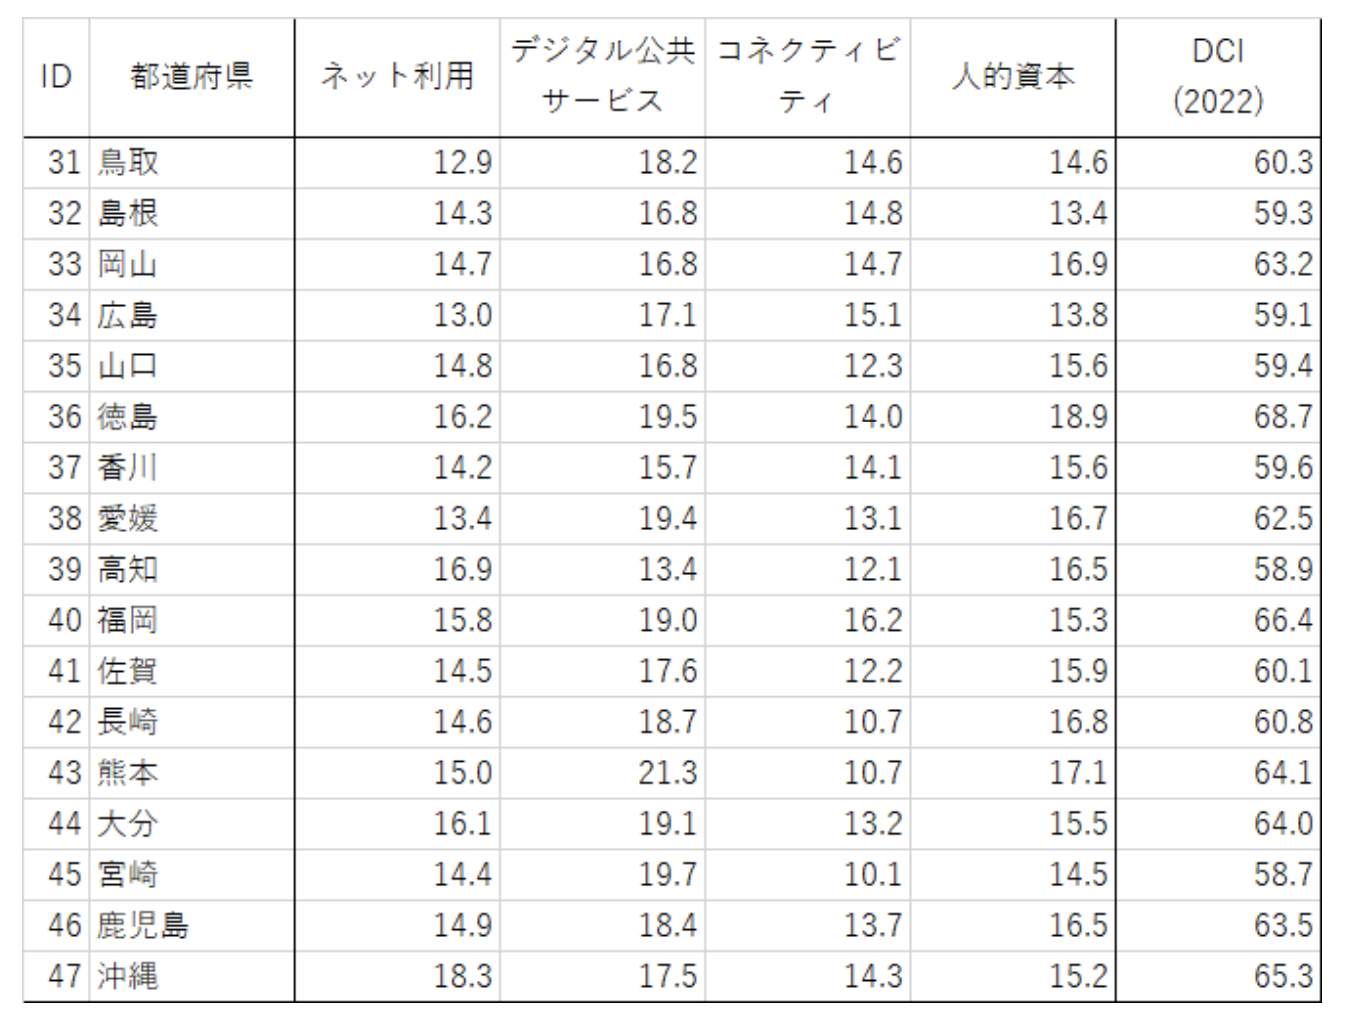 ID 都道府県 ネット利用 デジタル公共サービス コネクティビティ 人的資本 DCI (2022)
31 鳥取 12.9 18.2 14.6 14.6 60.3
32 島根 14.3 16.8 14.8 13.4 59.3
33 岡山 14.7 16.8 14.7 16.9 63.2
34 広島 13.0 17.1 15.1 13.8 59.1
35 山口 14.8 16.8 12.3 15.6 59.4
36 徳島 16.2 19.5 14.0 18.9 68.7
37 香川 14.2 15.7 14.1 15.6 59.6
38 愛媛 13.4 19.4 13.1 16.7 62.5
39 高知 16.9 13.4 12.1 16.5 58.9
40 福岡 15.8 19.0 16.2 15.3 66.4
41 佐賀 14.5 17.6 12.2 15.9 60.1
42 長崎 14.6 18.7 10.7 16.8 60.8
43 熊本 15.0 21.3 10.7 17.1 64.1
44 大分 16.1 19.1 13.2 15.5 64.0
45 宮崎 14.4 19.7 10.1 14.5 58.7
46 鹿児島 14.9 18.4 13.7 16.5 63.5
47 沖縄 18.3 17.5 14.3 15.2 65.3